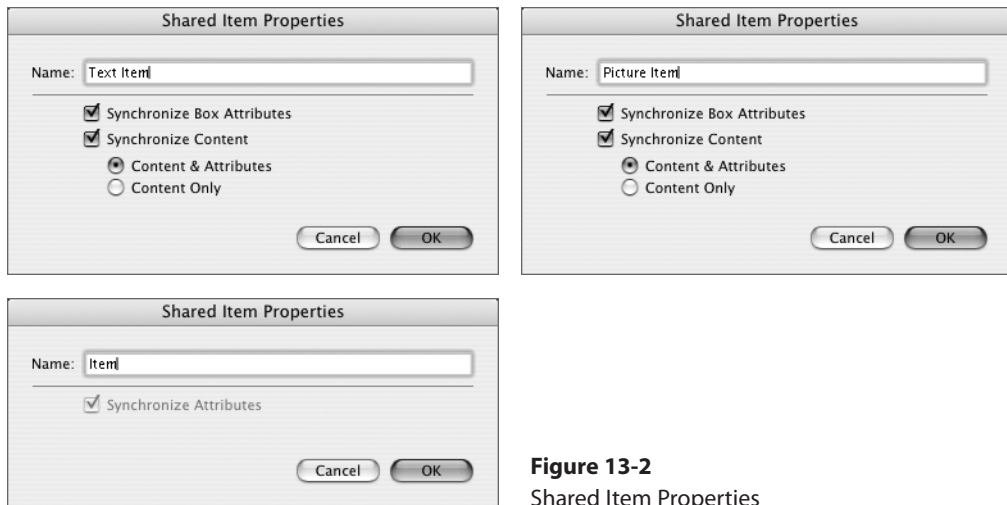 Shared Item Properties
Name: Text Item
Synchronize Box Attributes
Synchronize Content
Content & Attributes
Content Only
Cancel OK
Shared Item Properties
Name: Picture Item
Synchronize Box Attributes
Synchronize Content
Content & Attributes
Content Only
Cancel OK
Shared Item Properties
Name: Item
Synchronize Attributes
Cancel OK
Figure 13-2
Shared Item Properties